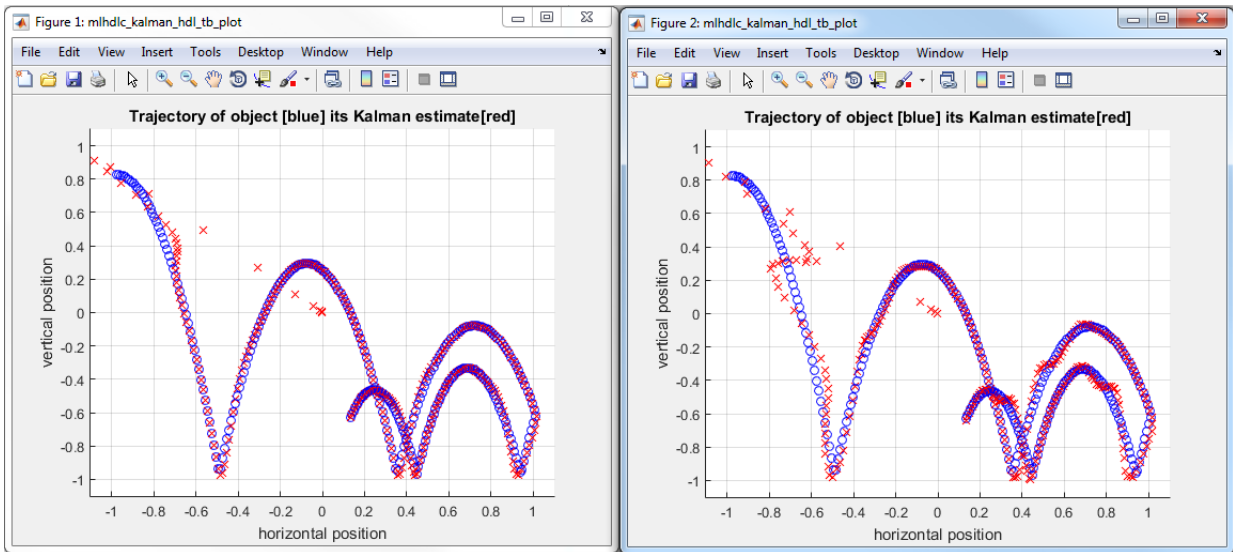 Figure 1: mlhdlc_kalman_hdl_tb_plot
File Edit View Insert Tools Desktop Window Help
Trajectory of object [blue] its Kalman estimate[red]
1
0.8
0.6
0.4
0.2
0
-0.2
-0.4
-0.6
-0.8
-1
vertical position
-1 -0.8 -0.6 -0.4 -0.2 0 0.2 0.4 0.6 0.8 1
horizontal position
Figure 2: mlhdlc_kalman_hdl_tb_plot
File Edit View Insert Tools Desktop Window Help
Trajectory of object [blue] its Kalman estimate[red]
1
0.8
0.6
0.4
0.2
0
-0.2
-0.4
-0.6
-0.8
-1
vertical position
-1 -0.8 -0.6 -0.4 -0.2 0 0.2 0.4 0.6 0.8 1
horizontal position